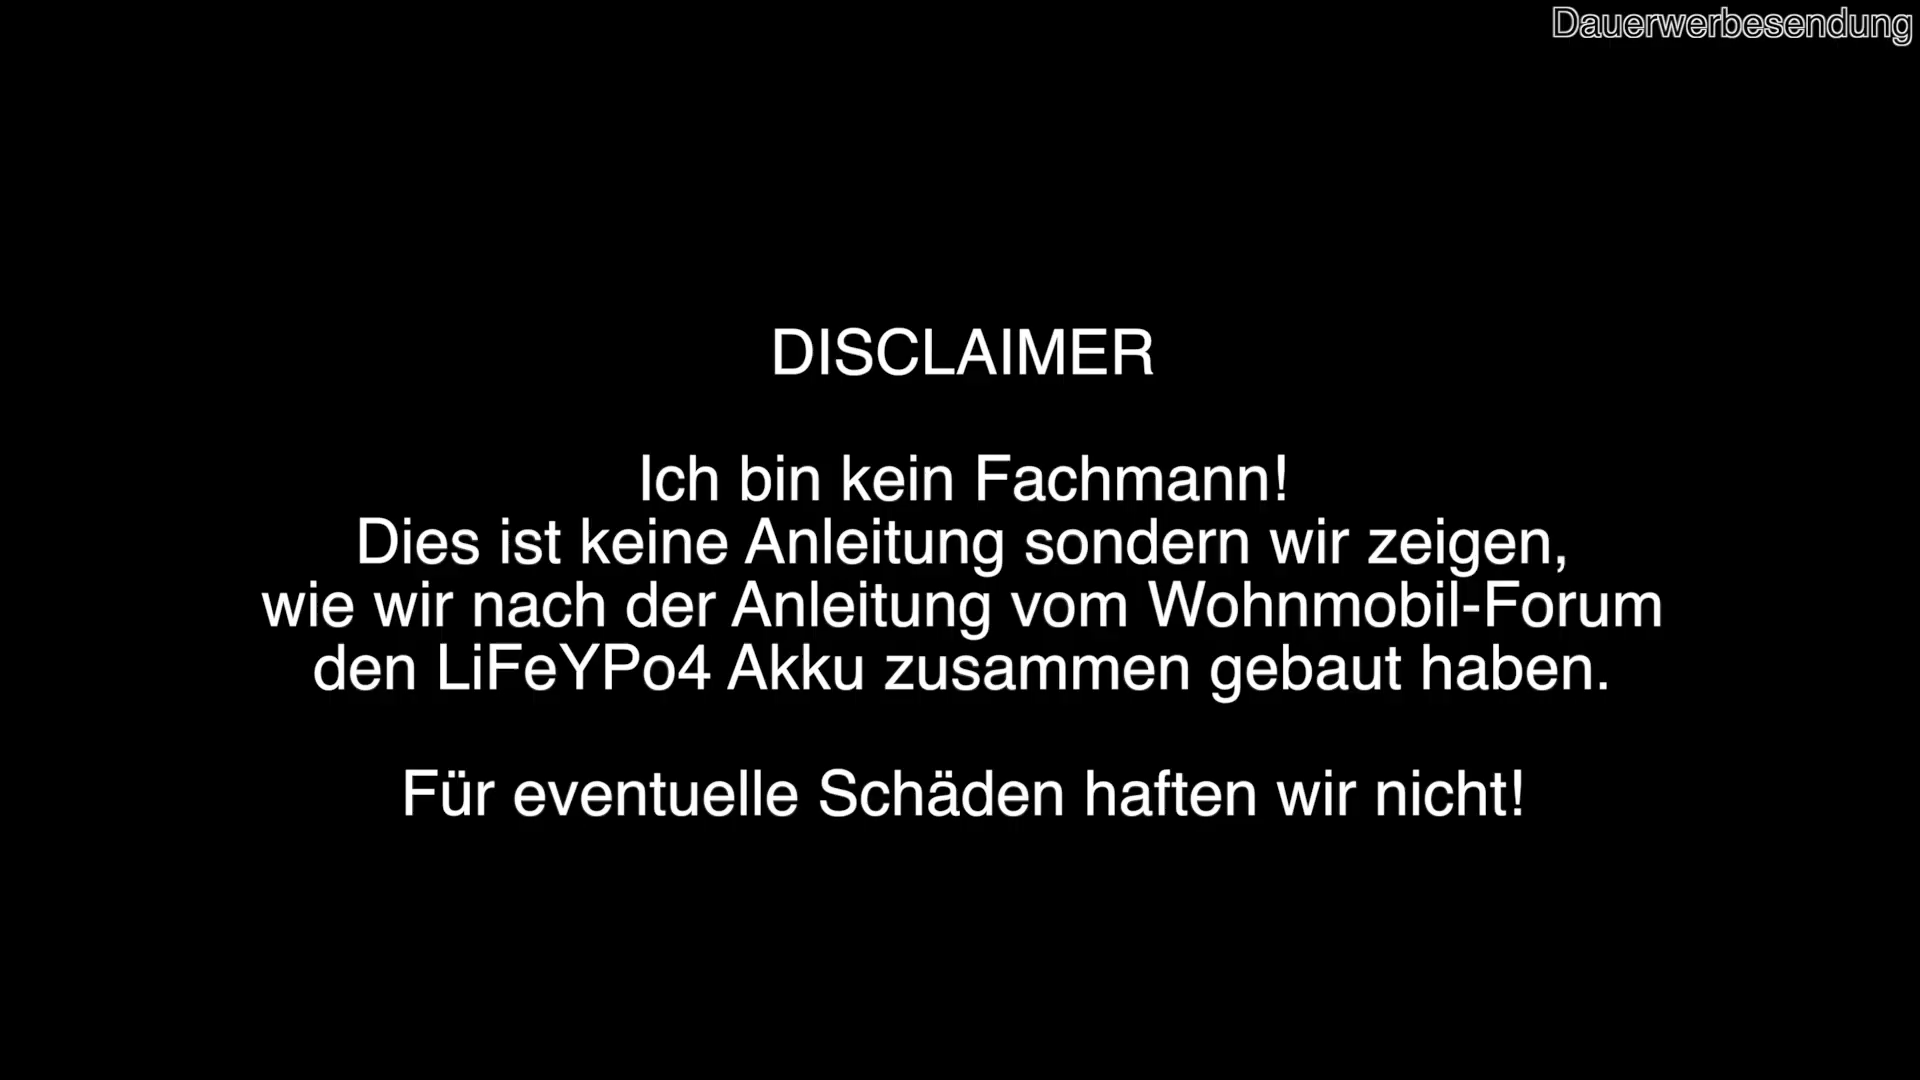 Dauerwerbesendung
DISCLAIMER
Ich bin kein Fachmann!
Dies ist keine Anleitung sondern wir zeigen,
wie wir nach der Anleitung vom Wohnmobil-Forum
den LiFeYPo4 Akku zusammen gebaut haben.
Für eventuelle Schäden haften wir nicht!